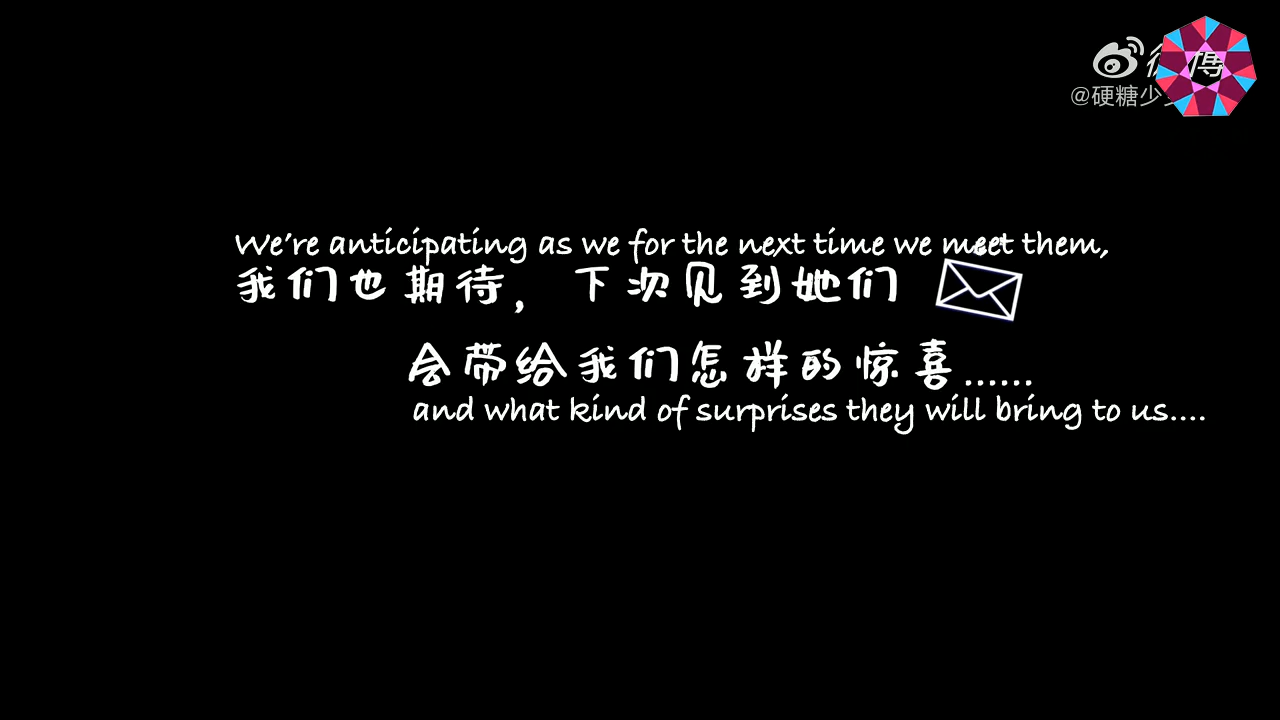 博
@硬糖少
We're anticipating as we for the next time we meet them,
我们也期待，下次见到她们
会带给我们怎样的惊喜......
and what kind of surprises they will bring to us....